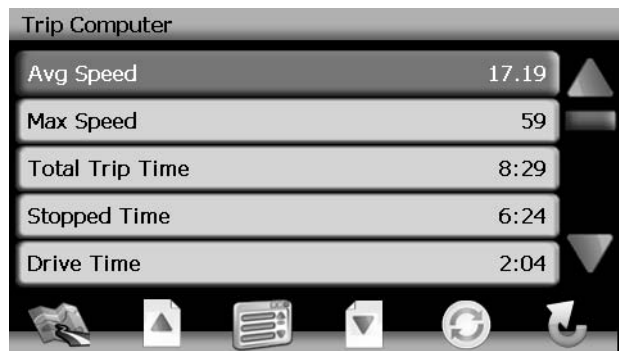 Trip Computer
Avg Speed 17.19
Max Speed 59
Total Trip Time 8:29
Stopped Time 6:24
Drive Time 2:04